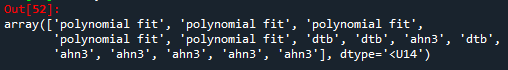 Out[52]:
array(['polynomial fit', 'polynomial fit', 'polynomial fit',
'polynomial fit', 'polynomial fit', 'dtb', 'dtb', 'ahn3', 'dtb',
'ahn3', 'ahn3', 'ahn3', 'ahn3', 'ahn3'], dtype='<U14')